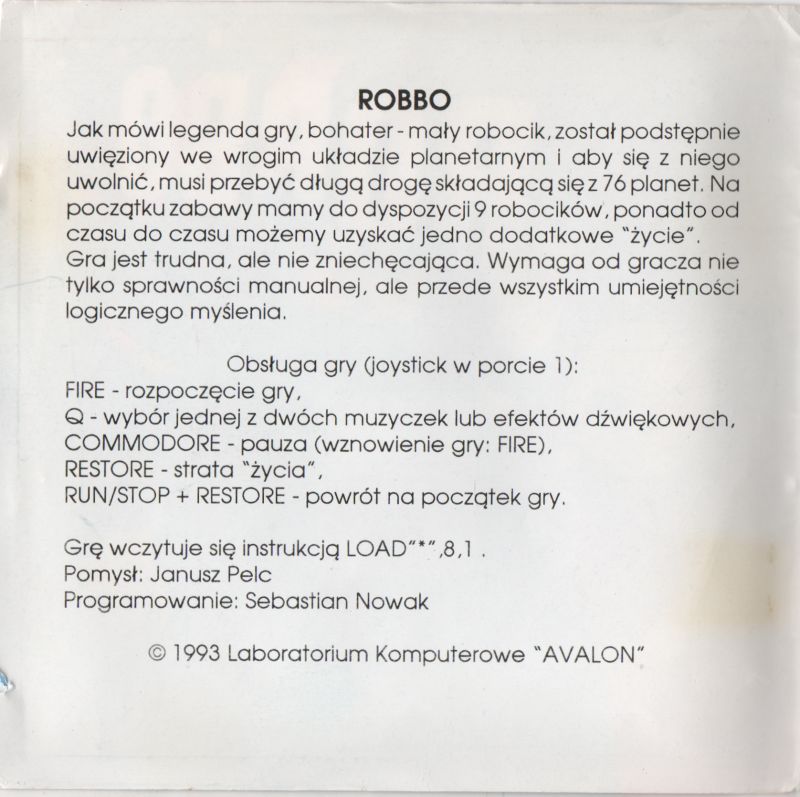 ROBBO
Jak mówi legenda gry, bohater - mały robocik, został podstępnie
uwięziony we wrogim układzie planetarnym i aby się z niego
uwolnić, musi przebyć długą drogę składającą się z 76 planet. Na
początku zabawy mamy do dyspozycji 9 robocików, ponadto od
czasu do czasu możemy uzyskać jedno dodatkowe "życie".
Gra jest trudna, ale nie zniechęcająca. Wymaga od gracza nie
tylko sprawności manualnej, ale przede wszystkim umiejętności
logicznego myślenia.
Obsługa gry (joystick w porcie 1):
FIRE - rozpoczęcie gry,
Q - wybór jednej z dwóch muzyczek lub efektów dźwiękowych,
COMMODORE - pauza (wznowienie gry: FIRE),
RESTORE - strata "życia",
RUN/STOP + RESTORE - powrót na początek gry.
Grę wczytuje się instrukcją LOAD"*",8,1 .
Pomysł: Janusz Pelc
Programowanie: Sebastian Nowak
© 1993 Laboratorium Komputerowe "AVALON"